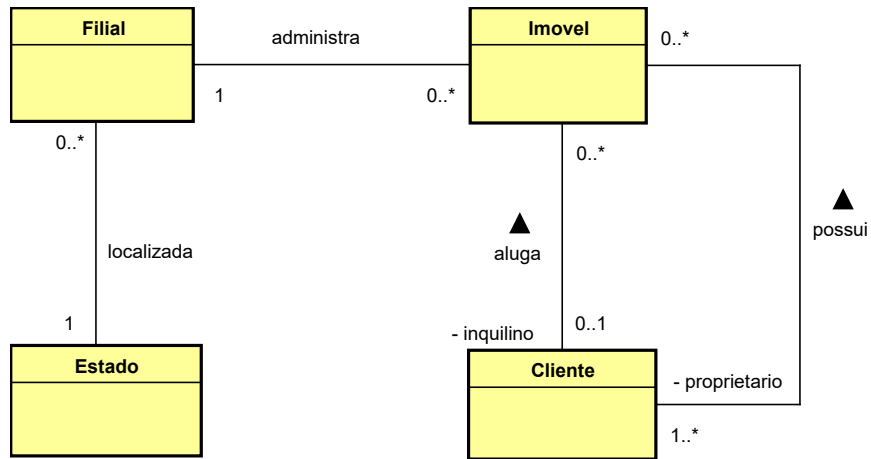 Filial
Imovel
administra
0..*
1
0..*
0..*
0..*
▲
▲
possui
aluga
localizada
1
0..1
- inquilino
Estado
Cliente
- proprietario
1..*